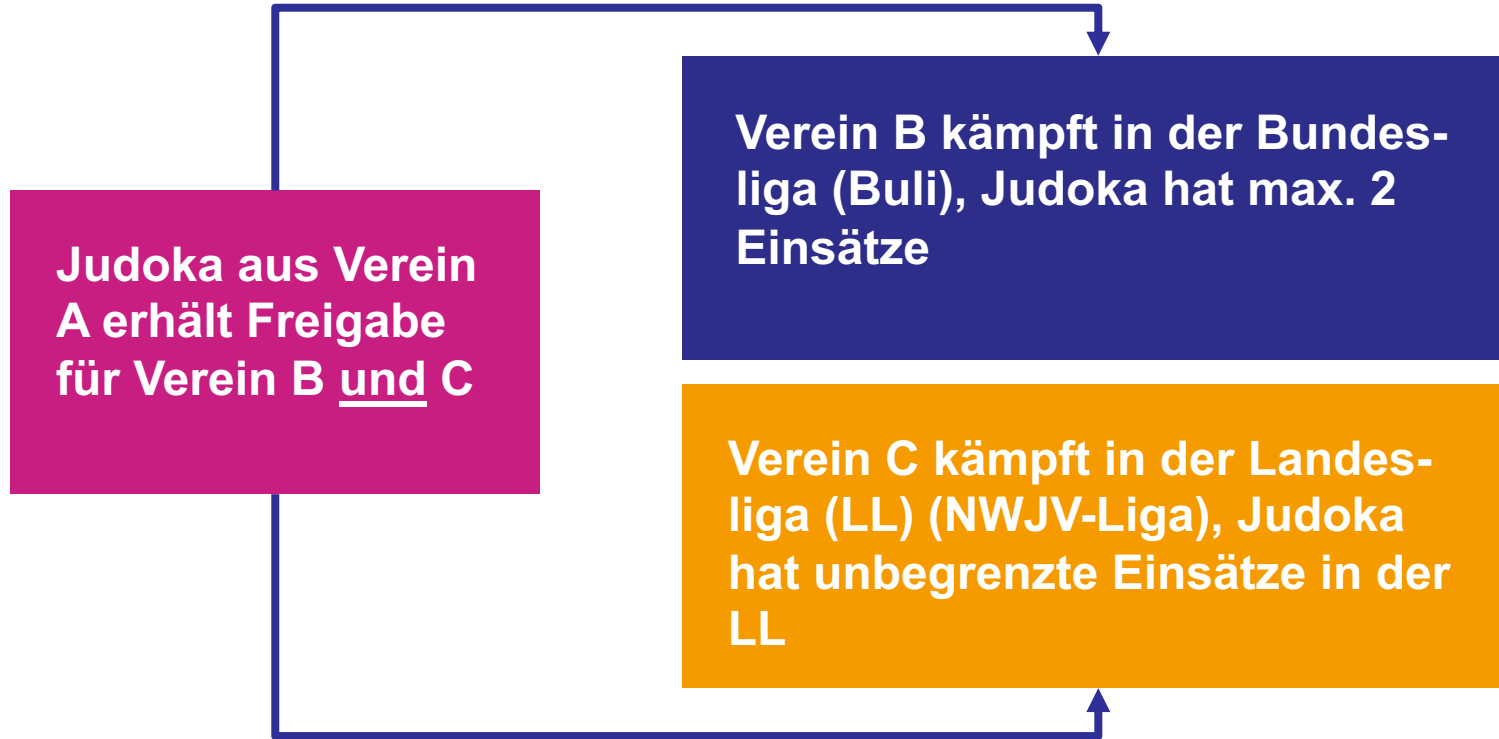 Judoka aus Verein
A erhält Freigabe
für Verein B und C
Verein B kämpft in der Bundes-
liga (Buli), Judoka hat max. 2
Einsätze
Verein C kämpft in der Landes-
liga (LL) (NWJV-Liga), Judoka
hat unbegrenzte Einsätze in der
LL